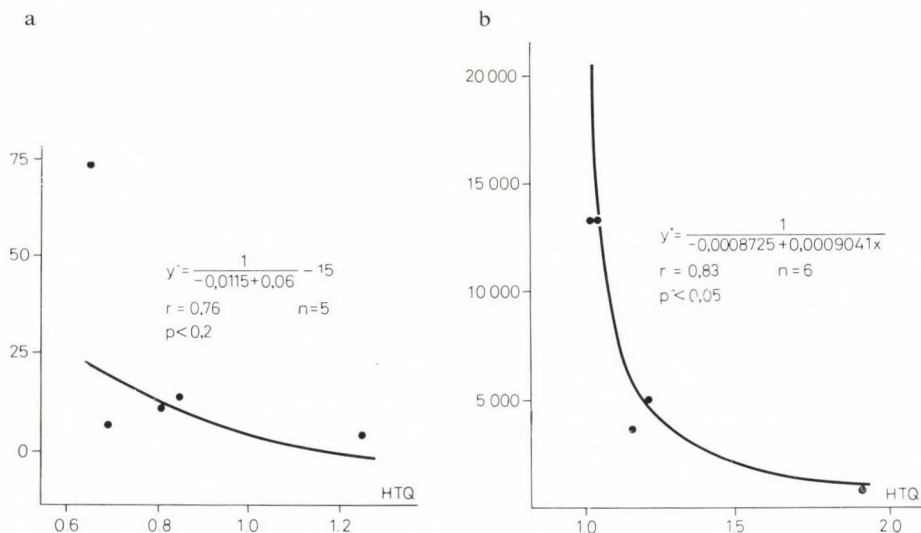 a
75
50
25
0
y'= 1 / -0,0115+0,06 - 15
r = 0,76 n=5
p<0,2
HTQ
0.6 0.8 1.0 1.2
b
20 000
15 000
10 000
5 000
y'= 1 / -0,0008725+0,0009041x
r = 0,83 n=6
p<0,05
HTQ
1.0 1.5 2.0